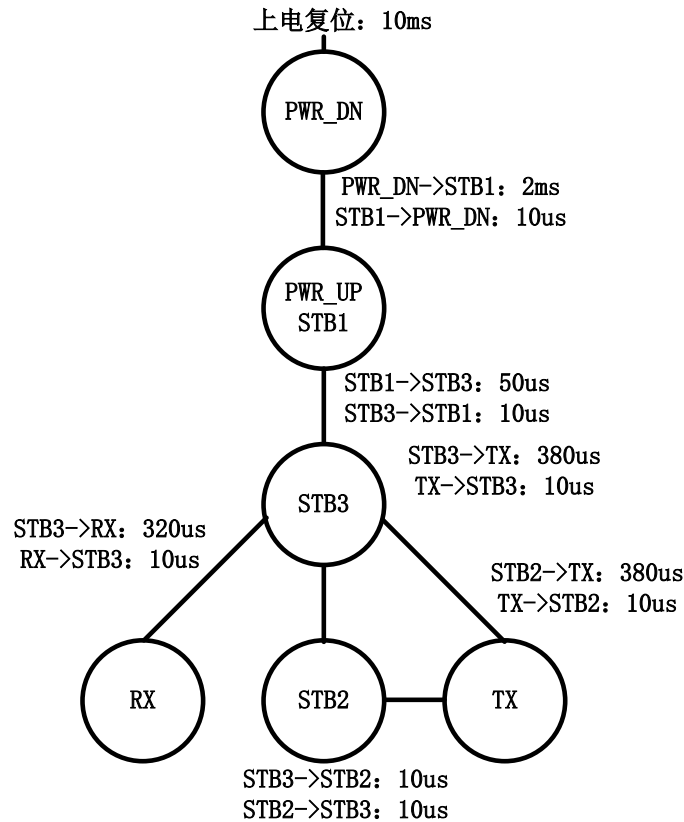 上电复位：10ms
PWR_DN
PWR_DN->STB1：2ms
STB1->PWR_DN：10us
PWR_UP
STB1
STB1->STB3：50us
STB3->STB1：10us
STB3->TX：380us
TX->STB3：10us
STB3
STB3->RX：320us
RX->STB3：10us
STB2->TX：380us
TX->STB2：10us
RX
STB2
TX
STB3->STB2：10us
STB2->STB3：10us